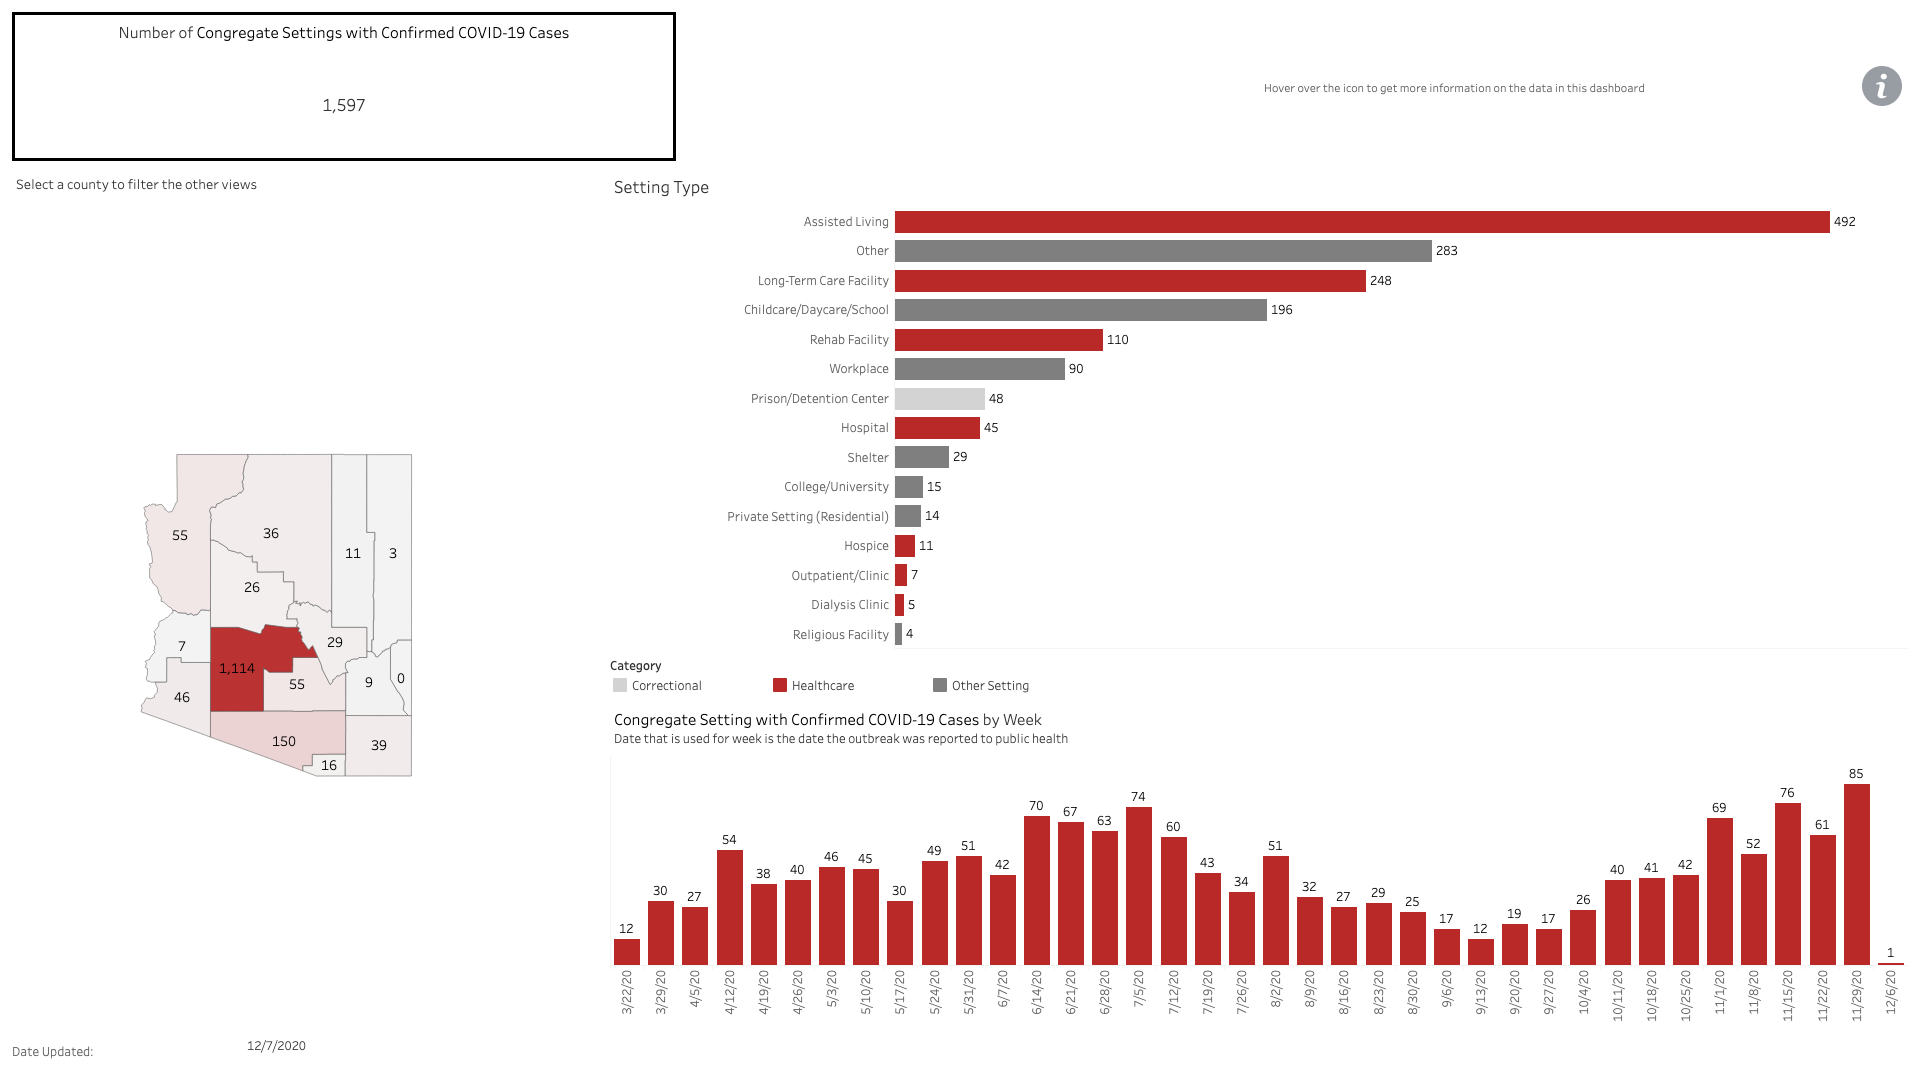 Number of Congregate Settings with Confirmed COVID-19 Cases
1,597
Hover over the icon to get more information on the data in this dashboard
i
Select a county to filter the other views
55
36
11
3
26
7
29
1,114
46
55
9
0
150
39
16
Setting Type
Assisted Living 492
Other 283
Long-Term Care Facility 248
Childcare/Daycare/School 196
Rehab Facility 110
Workplace 90
Prison/Detention Center 48
Hospital 45
Shelter 29
College/University 15
Private Setting (Residential) 14
Hospice 11
Outpatient/Clinic 7
Dialysis Clinic 5
Religious Facility 4
Category
Correctional Healthcare Other Setting
Congregate Setting with Confirmed COVID-19 Cases by Week
Date that is used for week is the date the outbreak was reported to public health
12 30 27 54 38 40 46 45 30 49 51 42 70 67 63 74 60 43 34 51 32 27 29 25 17 12 19 17 26 40 41 42 69 52 76 61 85 1
3/22/20 3/29/20 4/5/20 4/12/20 4/19/20 4/26/20 5/3/20 5/10/20 5/17/20 5/24/20 5/31/20 6/7/20 6/14/20 6/21/20 6/28/20 7/5/20 7/12/20 7/19/20 7/26/20 8/2/20 8/9/20 8/16/20 8/23/20 8/30/20 9/6/20 9/13/20 9/20/20 9/27/20 10/4/20 10/11/20 10/18/20 10/25/20 11/1/20 11/8/20 11/15/20 11/22/20 11/29/20 12/6/20
Date Updated: 12/7/2020